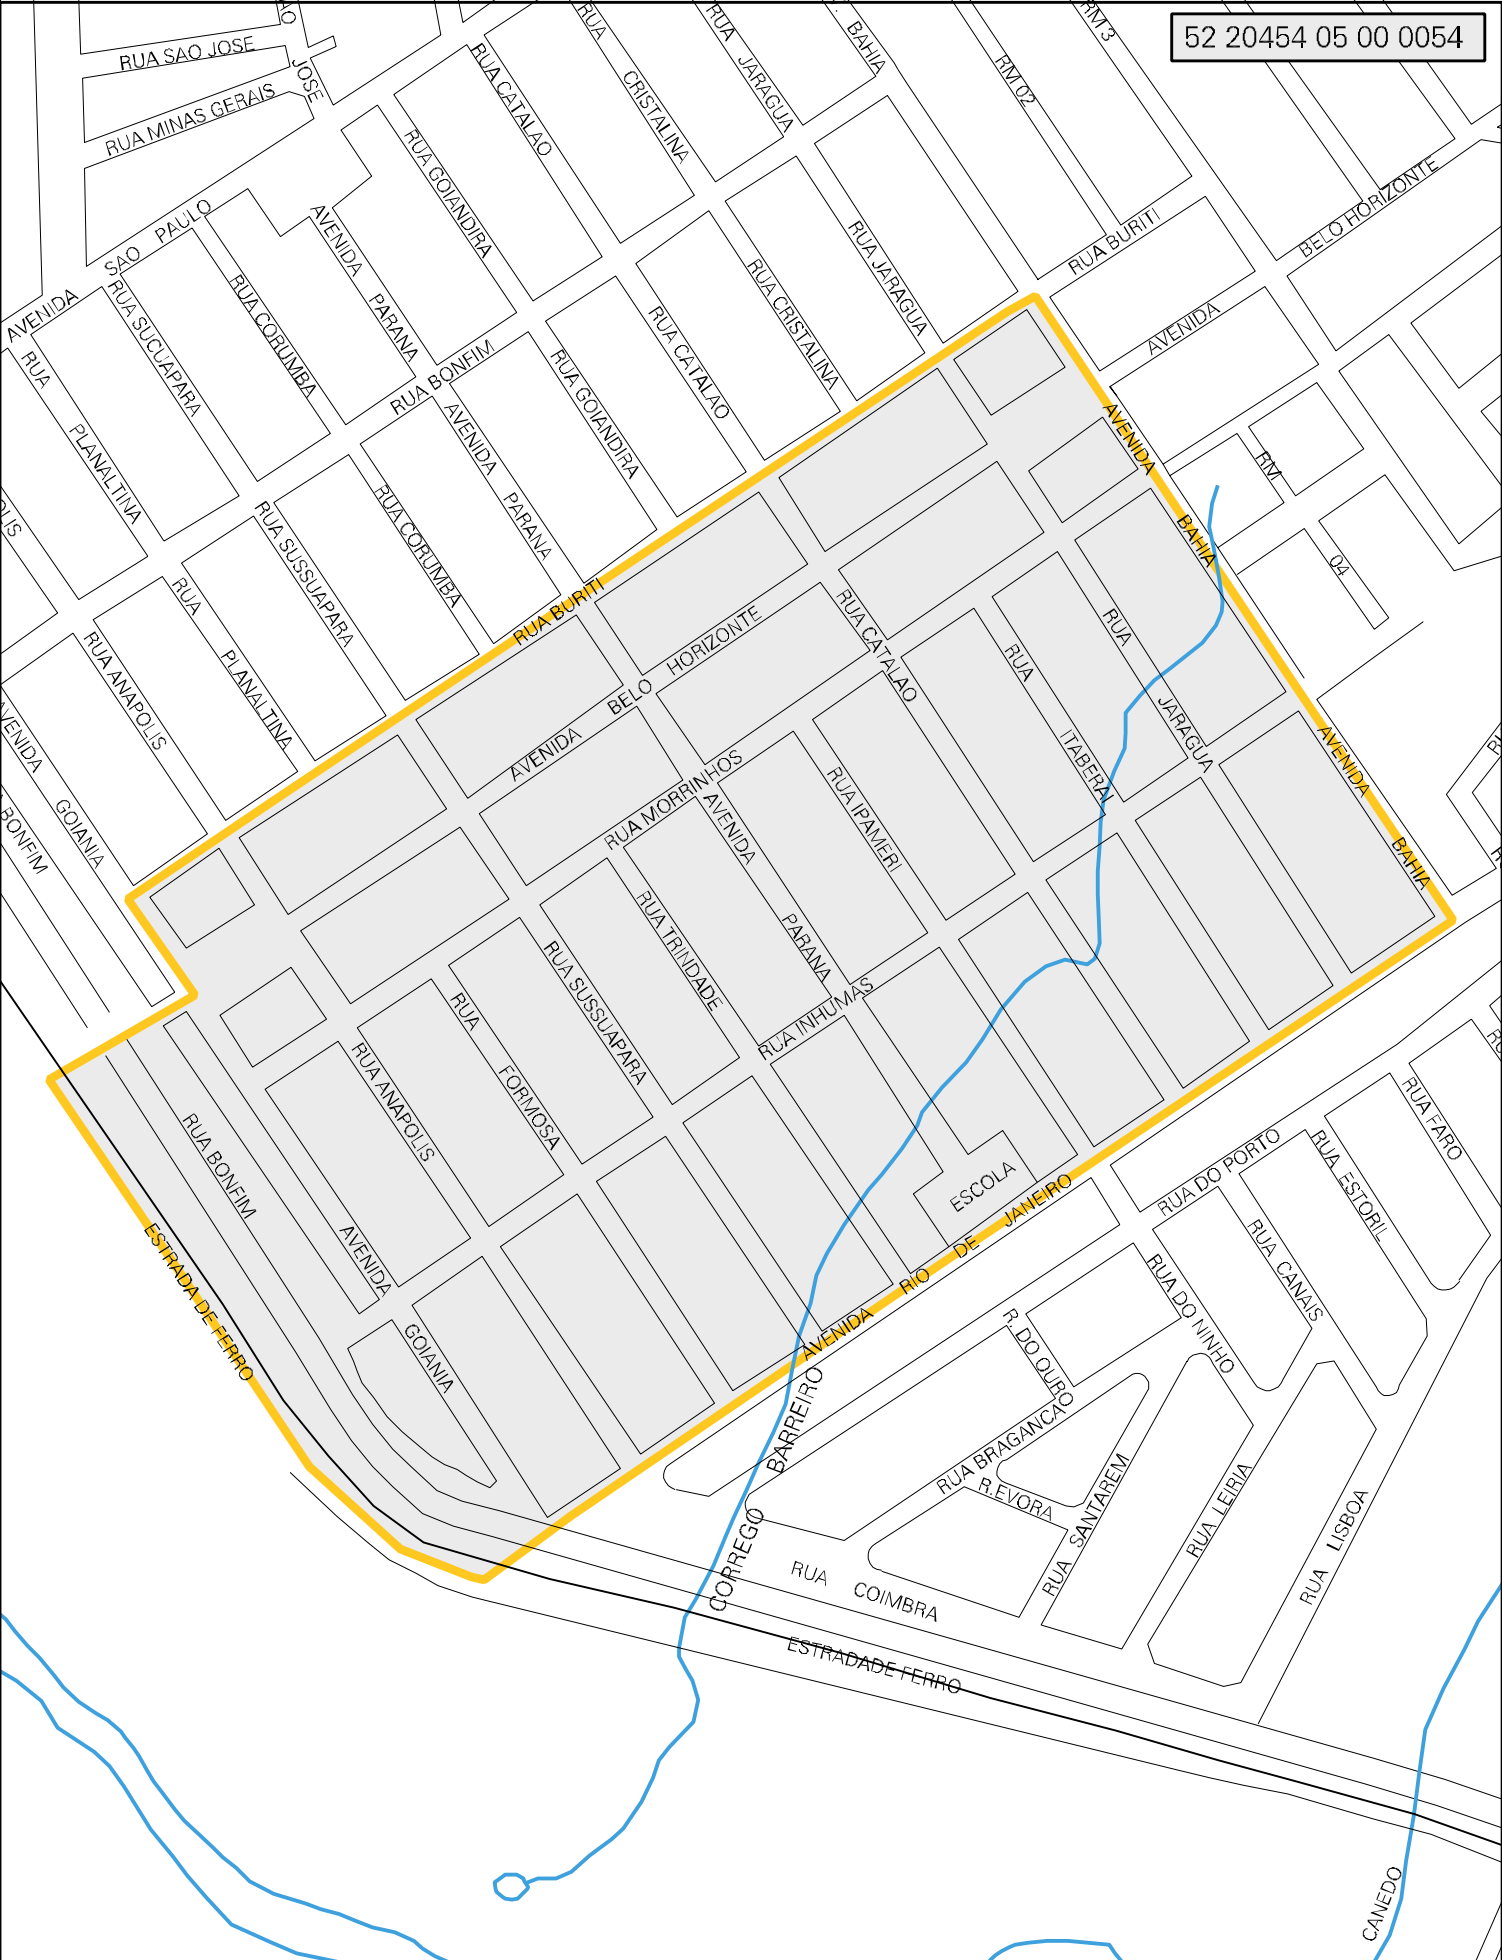 52 20454 05 00 0054
RUA SAO JOSE
JOSE
RUA MINAS GERAIS
RUA CATALAO
RUA CRISTALINA
RUA JARAGUA
BAHIA
RM 02
RM 3
BELO HORIZONTE
AVENIDA SAO PAULO
RUA GOIANDIRA
AVENIDA PARANA
RUA CORUMBA
RUA SUCUAPARA
RUA PLANALTINA
RUA BONFIM
RUA CATALAO
RUA CRISTALINA
RUA JARAGUA
RUA BURITI
AVENIDA
RUA GOIANDIRA
AVENIDA PARANA
RUA CORUMBA
RUA SUSSUAPARA
RUA PLANALTINA
RUA ANAPOLIS
AVENIDA GOIANIA
BONFIM
RUA BURITI
AVENIDA BAHIA
RM
04
AVENIDA BELO HORIZONTE
RUA CATALAO
RUA ITABERAI
RUA JARAGUA
AVENIDA BAHIA
RUA MORRINHOS
AVENIDA PARANA
RUA IPAMERI
RUA TRINDADE
RUA SUSSUAPARA
RUA INHUMAS
RUA FORMOSA
RUA ANAPOLIS
RUA BONFIM
AVENIDA GOIANIA
ESTRADA DE FERRO
ESCOLA
AVENIDA RIO DE JANEIRO
RUA DO PORTO
RUA FARO
RUA ESTORIL
RUA CANAIS
RUA DO NINHO
R. DO OURO
RUA BRAGANCA
R.EVORA
RUA SANTAREM
RUA LEIRIA
RUA LISBOA
CORREGO BARREIRO
RUA COIMBRA
ESTRADADE FERRO
CANEDO